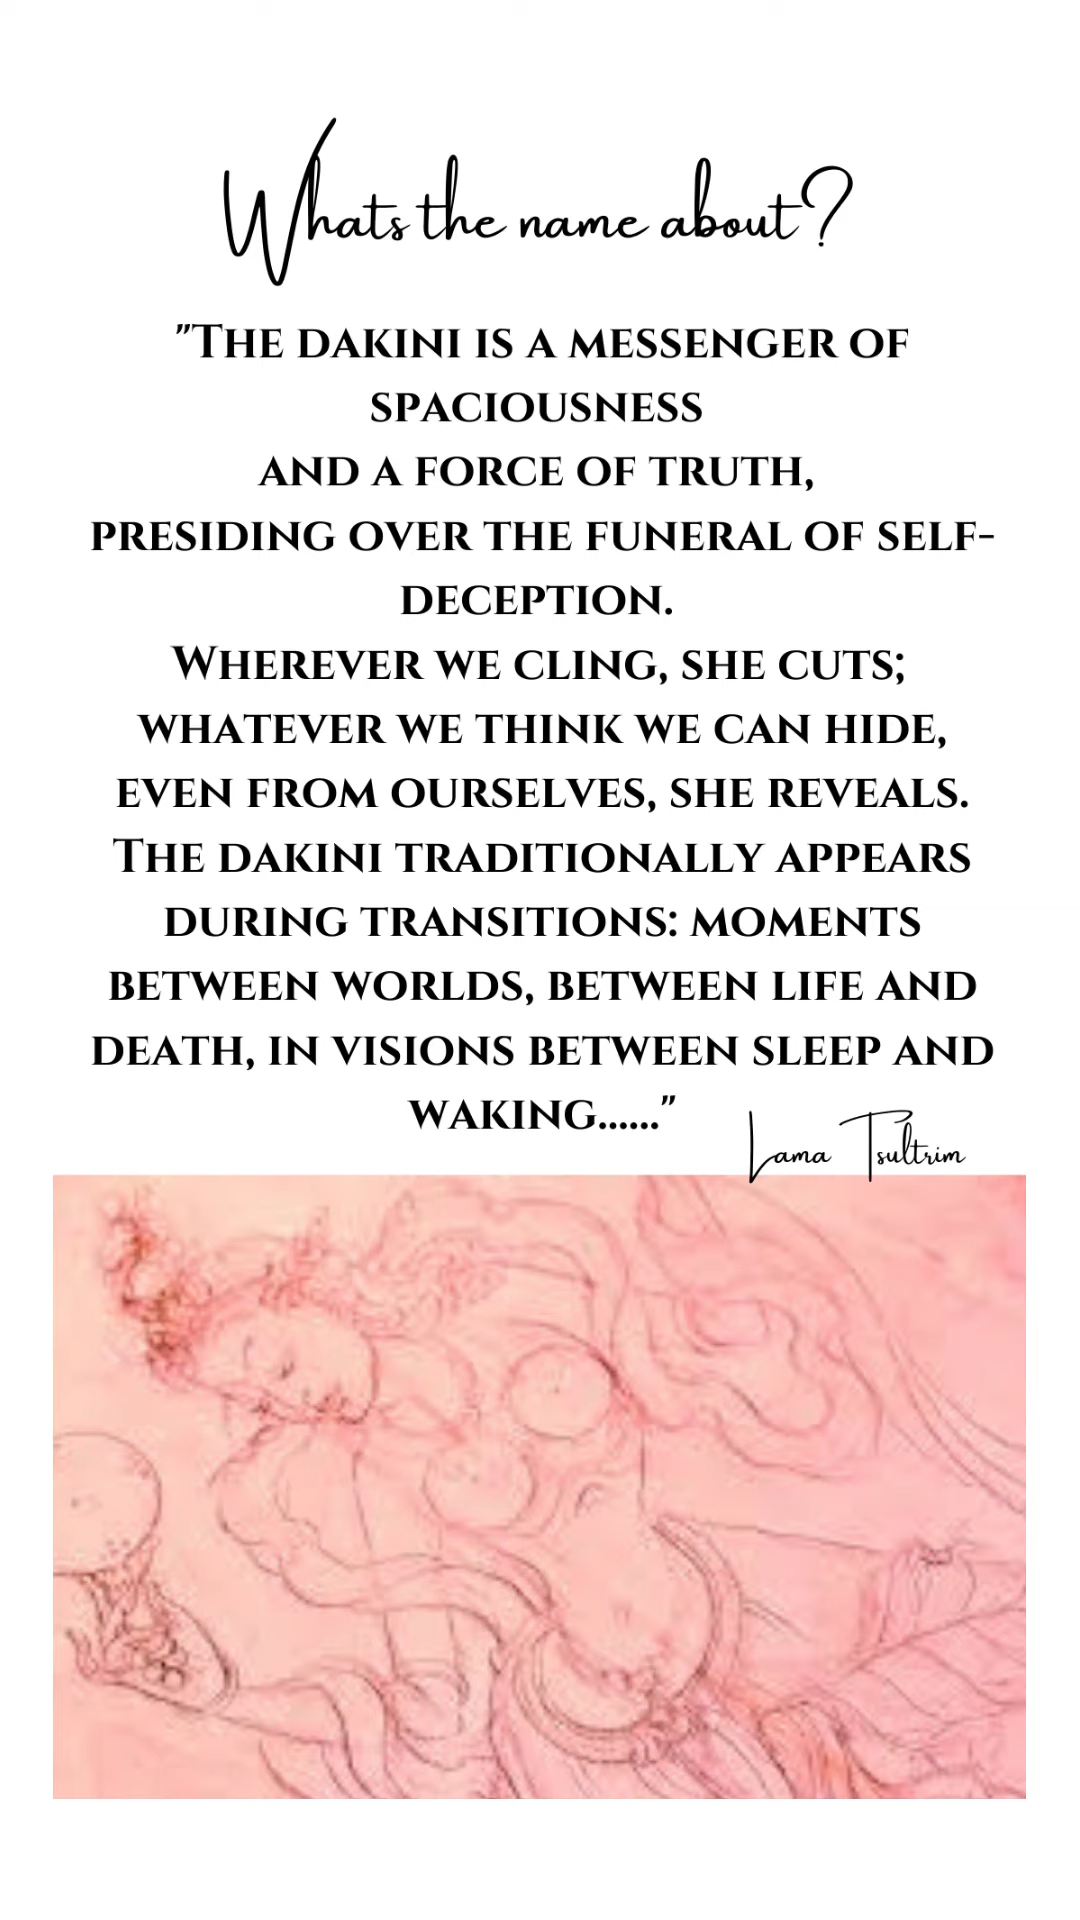 Whats the name about?
"The dakini is a messenger of
spaciousness
and a force of truth,
presiding over the funeral of self-
deception.
Wherever we cling, she cuts;
whatever we think we can hide,
even from ourselves, she reveals.
The dakini traditionally appears
during transitions: moments
between worlds, between life and
death, in visions between sleep and
waking......"
Lama Tsultrim